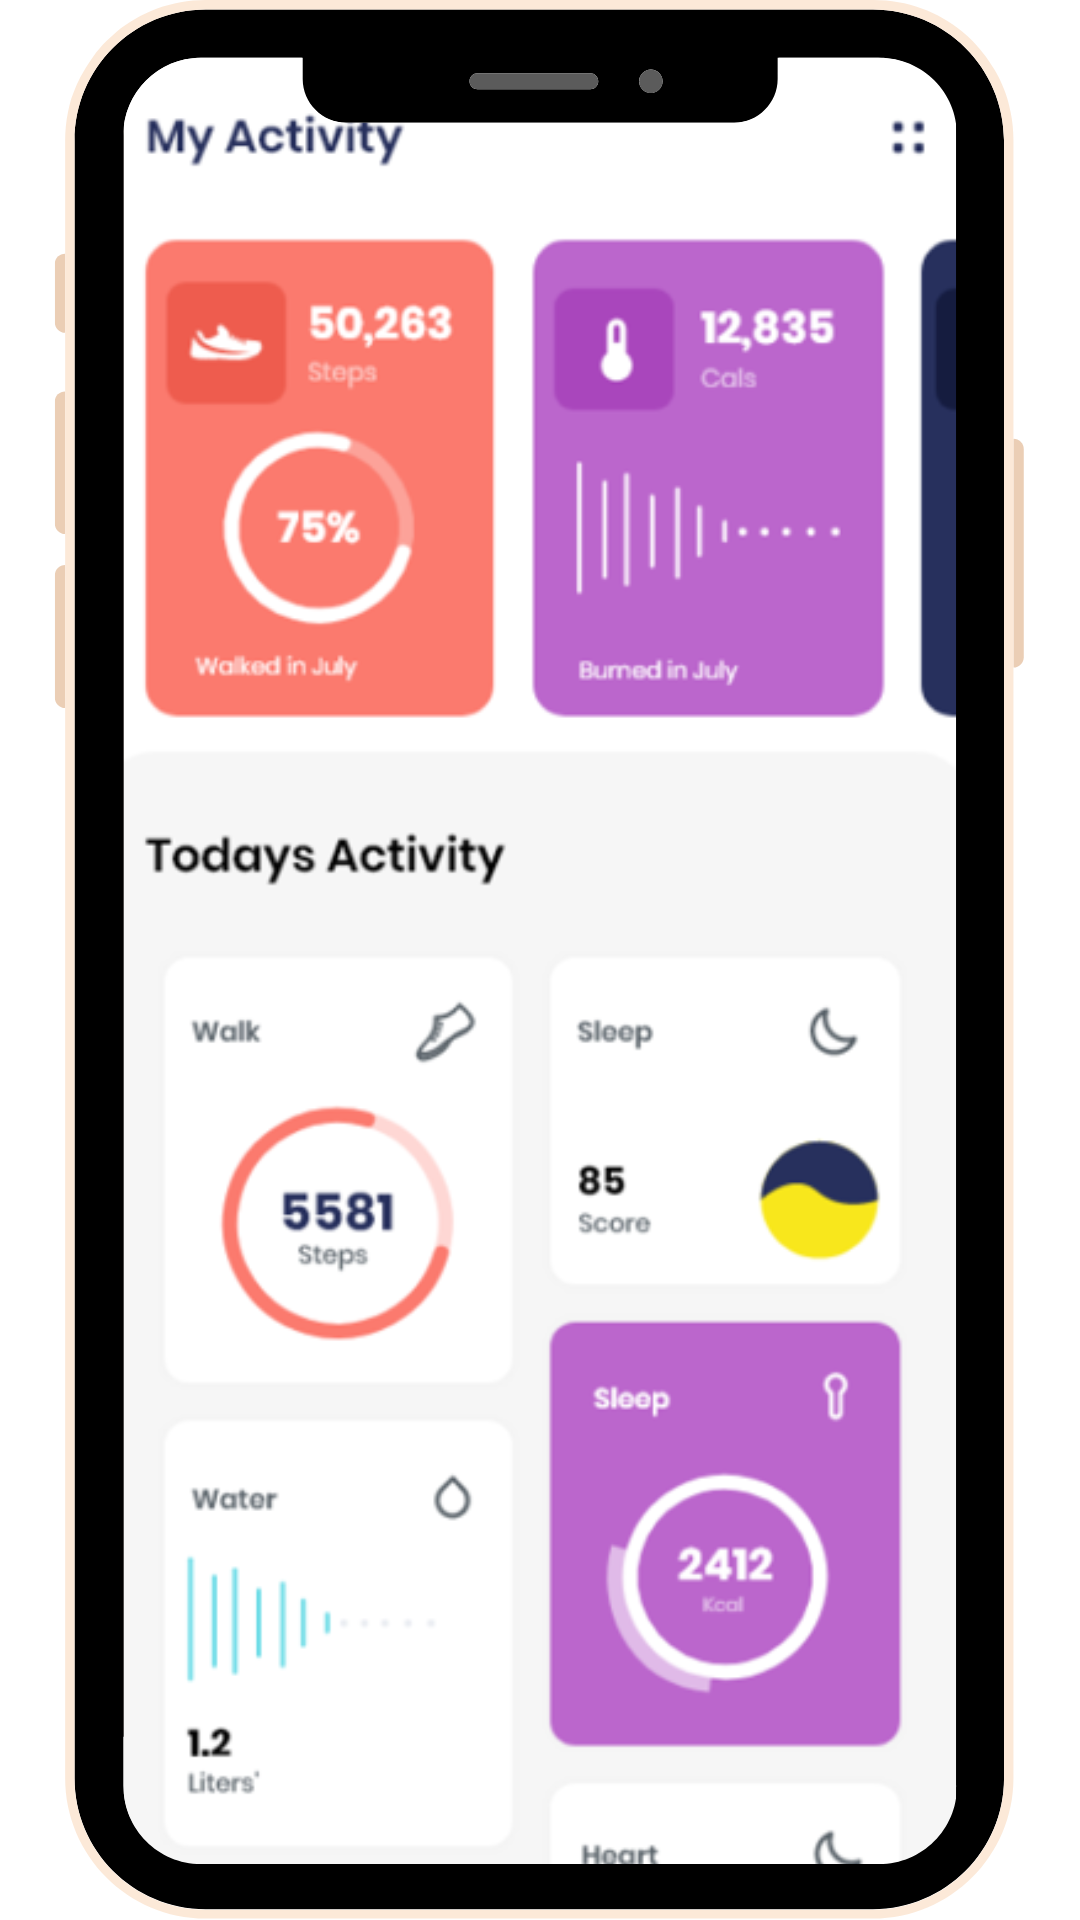 My Activity
50,263
Steps
75%
Walked in July
12,835
Cals
Burned in July
Todays Activity
Walk
5581
Steps
Sleep
85
Score
Sleep
2412
Kcal
Water
1.2
Liters'
Heart